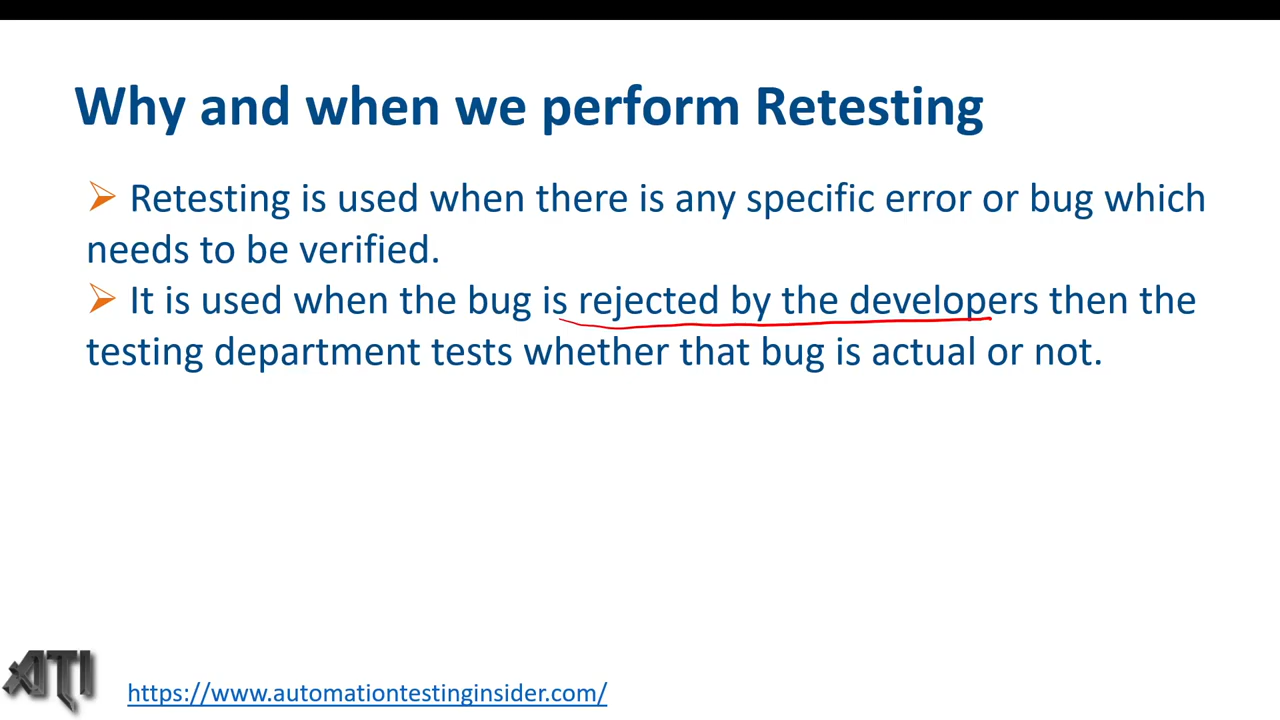 Why and when we perform Retesting
➢ Retesting is used when there is any specific error or bug which
needs to be verified.
➢ It is used when the bug is rejected by the developers then the
testing department tests whether that bug is actual or not.
ATI
https://www.automationtestinginsider.com/